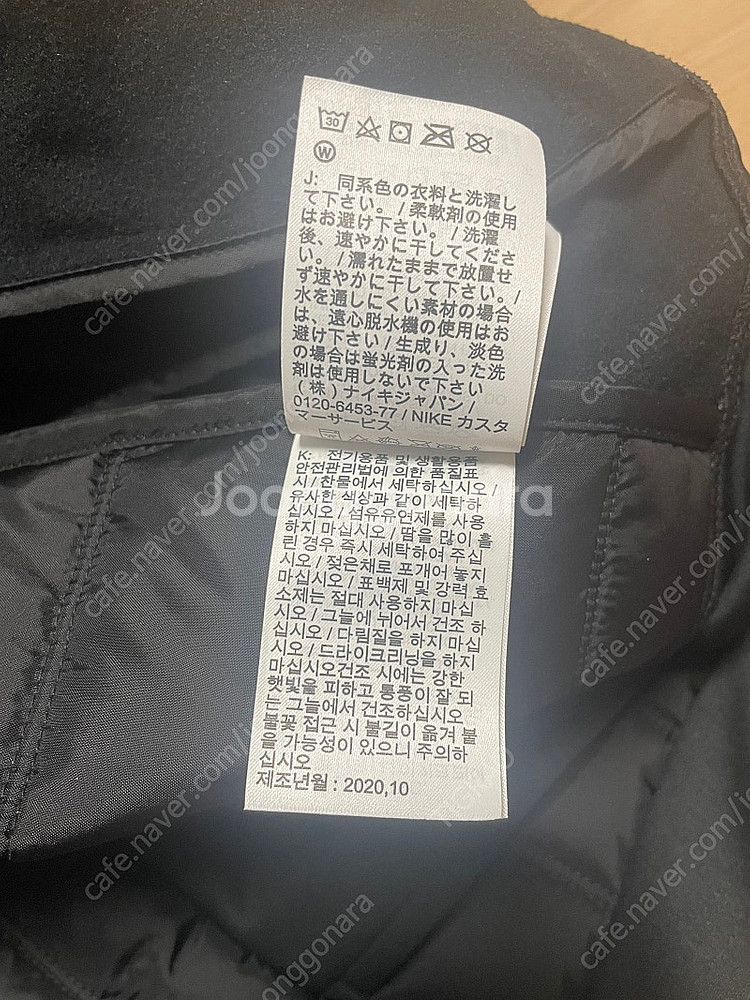 30
W
J: 同系色の衣料と洗濯し
て下さい。/柔軟剤の使用
はお避け下さい。/洗濯
後、速やかに干してくださ
い。/濡れたままで放置せ
ず速やかに干して下さい。/
水を通しにくい素材の場合
は、遠心脱水機の使用はお
避け下さい/生成り、淡色
の場合は蛍光剤の入った洗
剤は使用しないで下さい
(株)ナイキジャパン/
0120-6453-77/NIKE カスタ
マーサービス
K: 전기용품 및 생활용품
안전관리법에 의한 품질표
시/찬물에서 세탁하십시오/
유사한 색상과 같이 세탁하
십시오/섬유유연제를 사용
하지 마십시오/땀을 많이 흘
린 경우 즉시 세탁하여 주십
시오/젖은채로 포개어 놓지
마십시오/표백제 및 강력 효
소제는 절대 사용하지 마십
시오/그늘에 뉘어서 건조 하
십시오/다림질을 하지 마십
시오/드라이크리닝을 하지
마십시오건조 시에는 강한
햇빛을 피하고 통풍이 잘 되
는 그늘에서 건조하십시오
불꽃 접근 시 불길이 옮겨 붙
을 가능성이 있으니 주의하
십시오
제조년월 : 2020,10
Joonggonara
cafe.naver.com/joonggonara